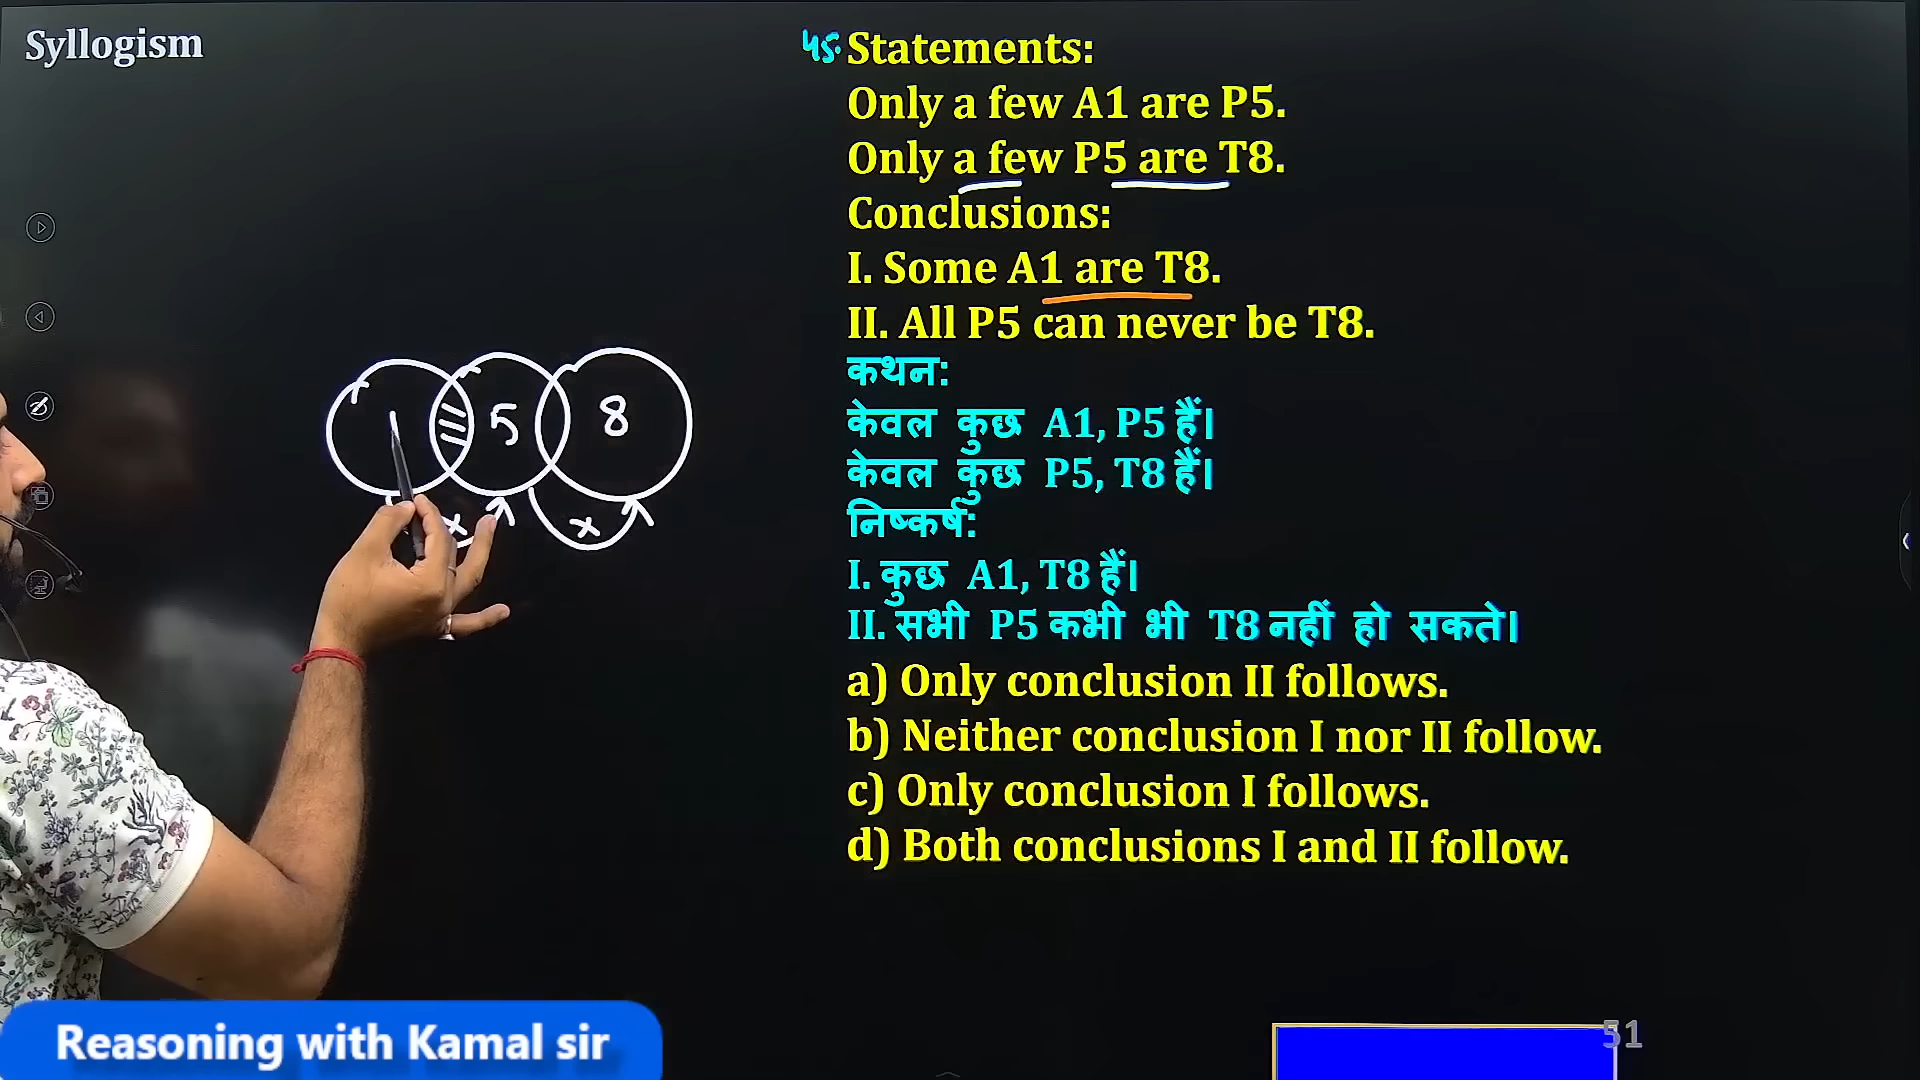 Syllogism
45. Statements:
Only a few A1 are P5.
Only a few P5 are T8.
Conclusions:
I. Some A1 are T8.
II. All P5 can never be T8.
कथन:
केवल कुछ A1, P5 हैं।
केवल कुछ P5, T8 हैं।
निष्कर्ष:
I. कुछ A1, T8 हैं।
II. सभी P5 कभी भी T8 नहीं हो सकते।
a) Only conclusion II follows.
b) Neither conclusion I nor II follow.
c) Only conclusion I follows.
d) Both conclusions I and II follow.
1 5 8
x x
Reasoning with Kamal sir
51